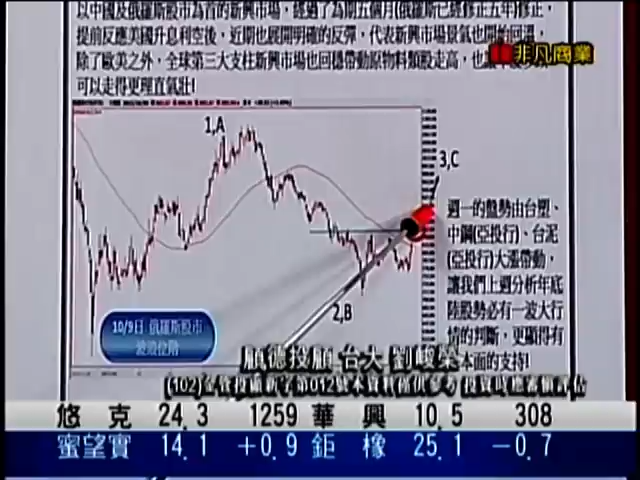 以中國及俄羅斯股市為首的新興市場，經過了為期五個月(俄羅斯已經修正五年)修正，
提前反應美國升息利空後，近期也展開明確的反彈，代表新興市場景氣也開始回溫，
除了歐美之外，全球第三大支柱新興市場也回穩帶動原物料類股走高，也
可以走得更理直氣壯!
非凡商業
1,A
3,C
2,B
週一的盤勢由台塑、
中鋼(亞投行)、台泥
(亞投行)大漲帶動，
讓我們上週分析年底
陸股勢必有一波大行
情的判斷，更顯得有
本面的支持!
10/9日 俄羅斯股市
波浪位階
顧德投顧 台大 劉峻榮
悠克 24.3 1259 華興 10.5 308
蜜望實 14.1 +0.9 鉅橡 25.1 -0.7